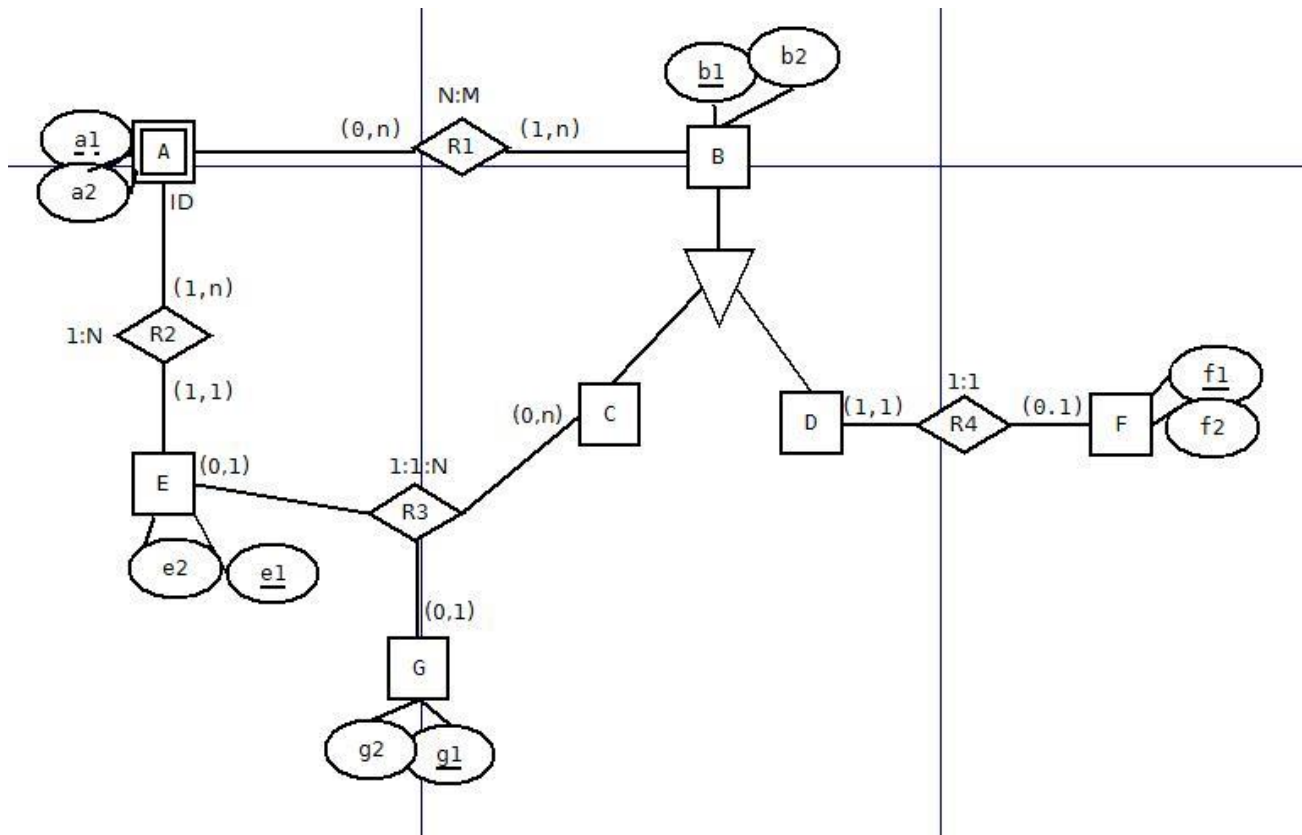 b1
b2
N:M
a1
A
(0,n)
R1
(1,n)
B
a2
ID
(1,n)
1:N
R2
(1,1)
C
D
(0,n)
(1,1)
1:1
R4
(0.1)
F
f1
f2
E
(0,1)
1:1:N
R3
e2
e1
(0,1)
G
g2
g1